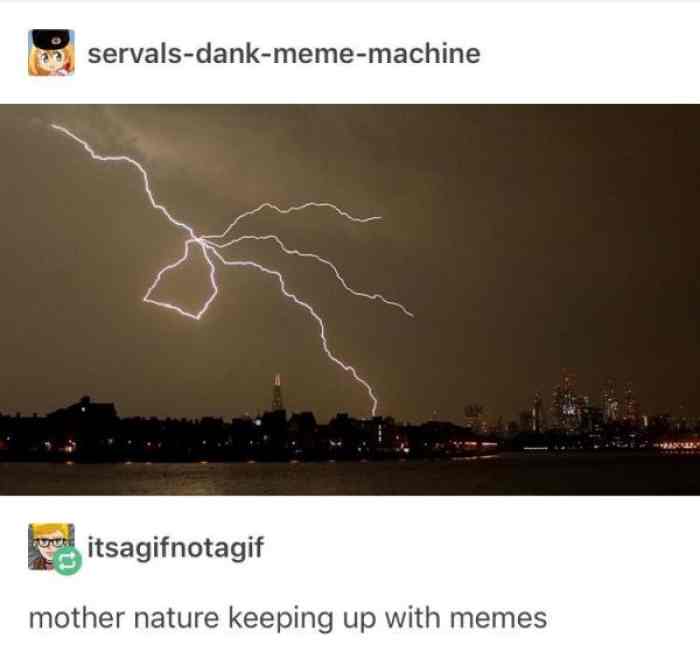 servals-dank-meme-machine
itsagifnotagif
mother nature keeping up with memes